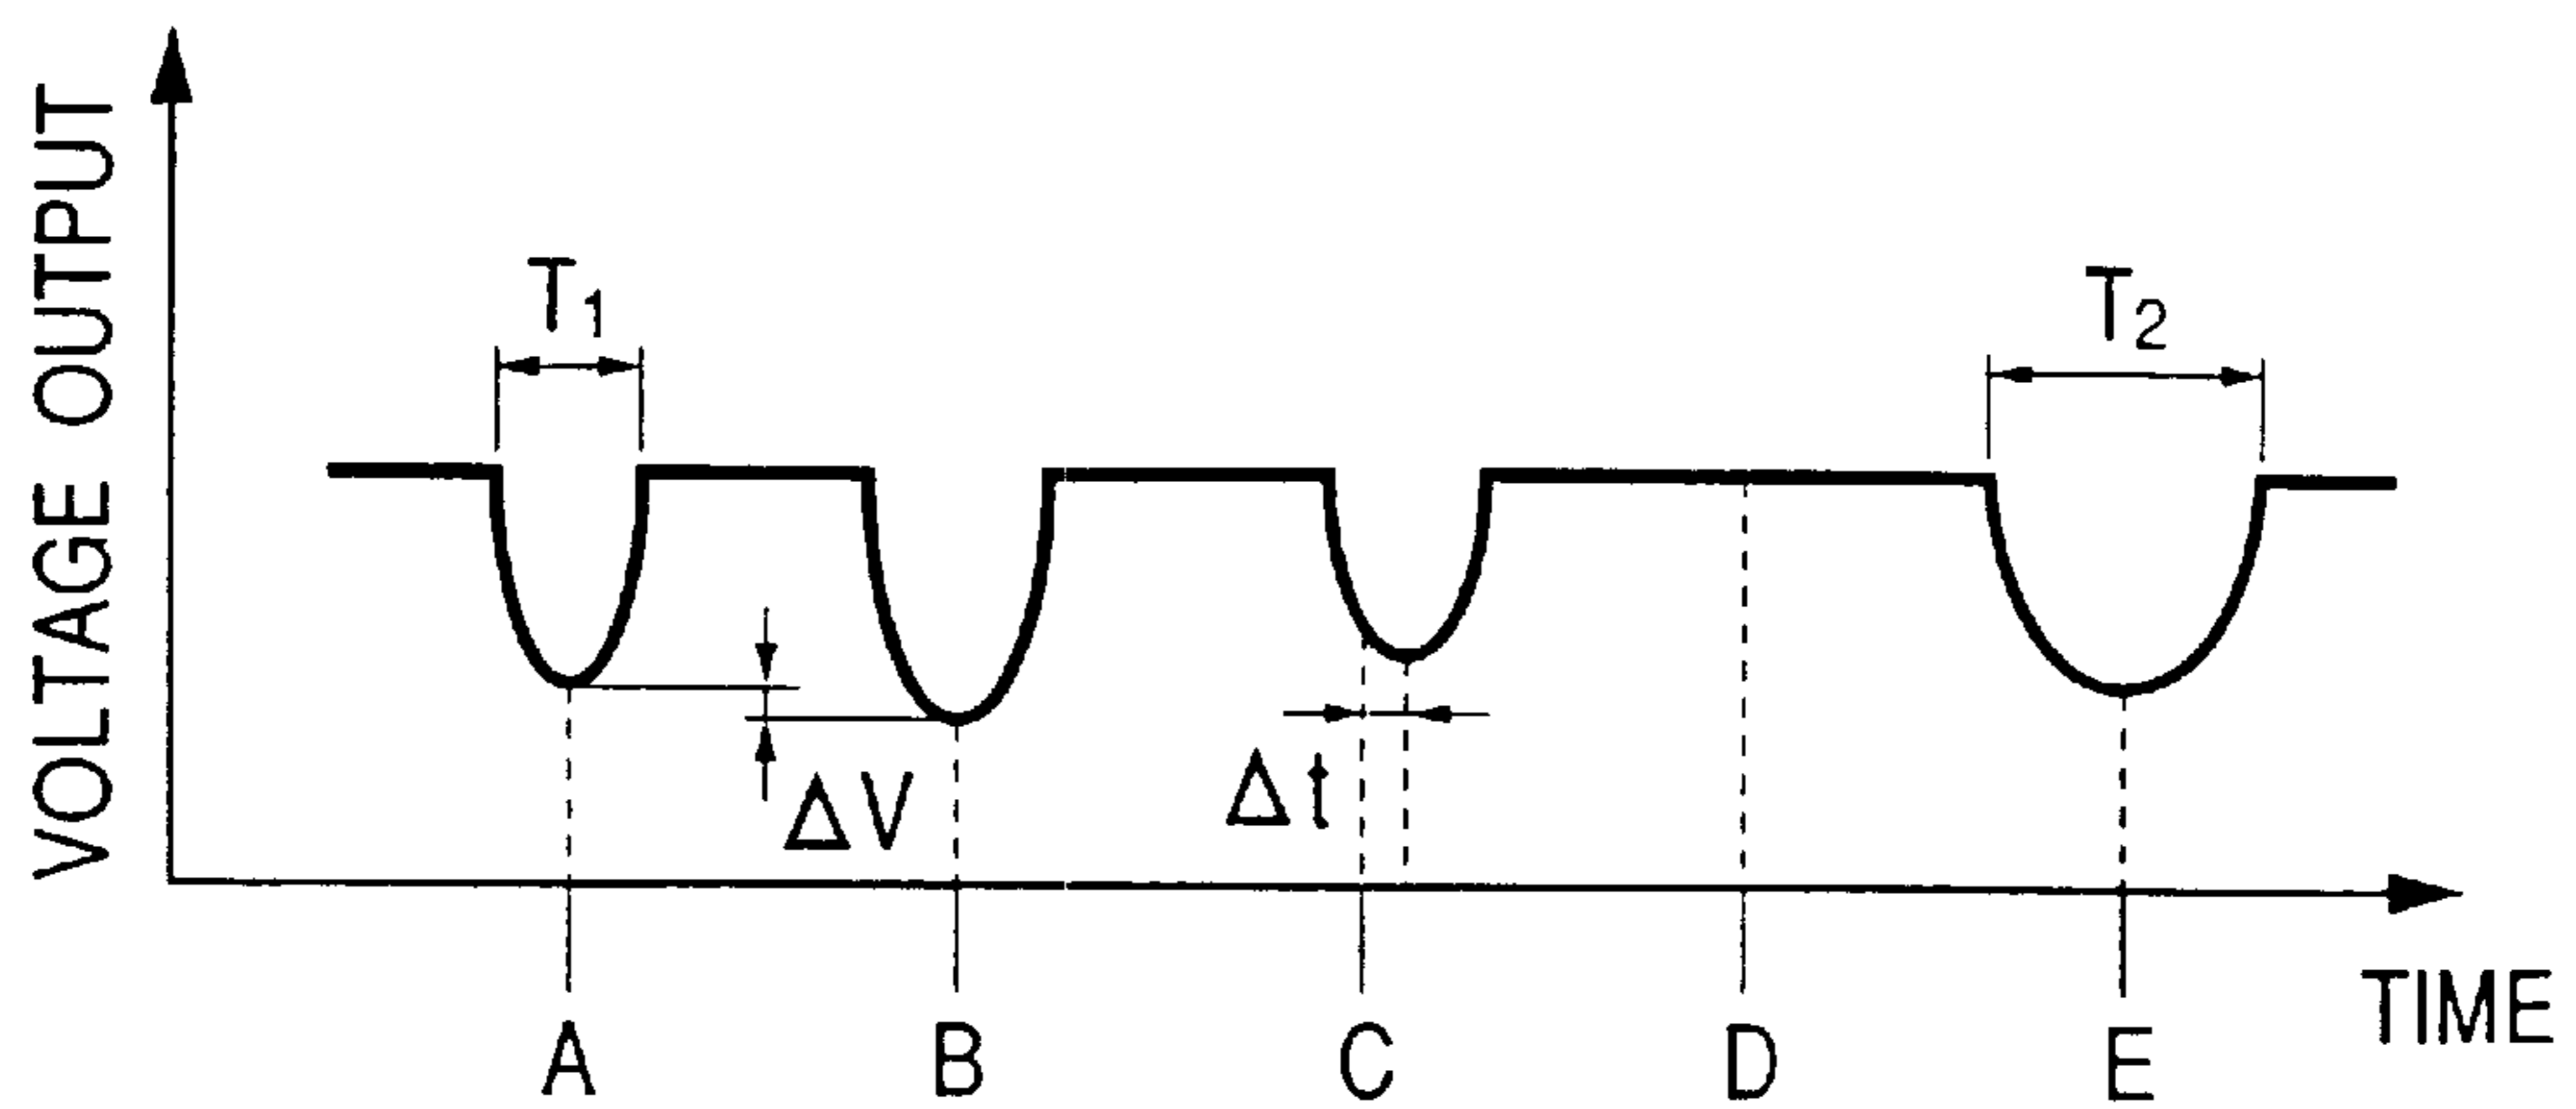 VOLTAGE OUTPUT
T1
T2
ΔV
Δt
A B C D E
TIME